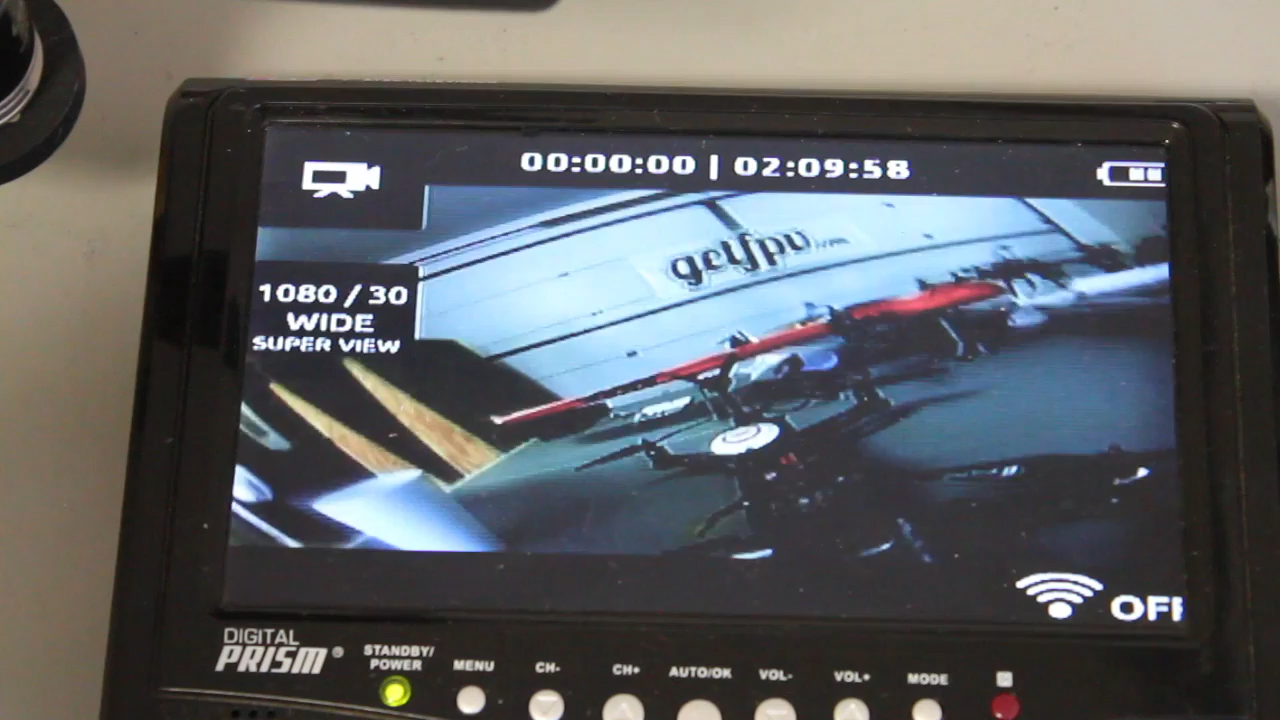 00:00:00 | 02:09:58
getfpv.com
1080 / 30
WIDE
SUPER VIEW
OFF
DIGITAL
PRISM®
STANDBY/
POWER
MENU
CH-
CH+
AUTO/OK
VOL-
VOL+
MODE